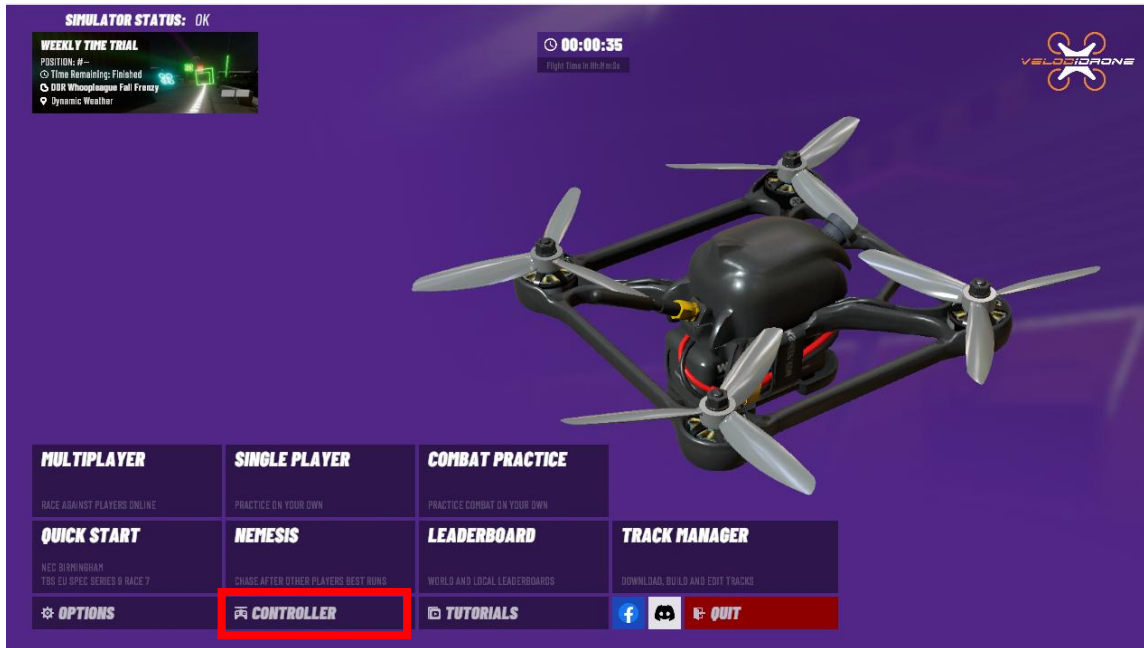 SIMULATOR STATUS: OK
WEEKLY TIME TRIAL
POSITION: #--
Time Remaining: Finished
DBR Whoopleague Fall Frenzy
Dynamic Weather
00:00:35
Flight Time in Hh:Mm:Ss
VELOCIDRONE
MULTIPLAYER
RACE AGAINST PLAYERS ONLINE
SINGLE PLAYER
PRACTICE ON YOUR OWN
COMBAT PRACTICE
PRACTICE COMBAT ON YOUR OWN
QUICK START
NEC BIRMINGHAM
TBS EU SPEC SERIES 9 RACE 7
NEMESIS
CHASE AFTER OTHER PLAYERS BEST RUNS
LEADERBOARD
WORLD AND LOCAL LEADERBOARDS
TRACK MANAGER
DOWNLOAD, BUILD AND EDIT TRACKS
OPTIONS
CONTROLLER
TUTORIALS
QUIT